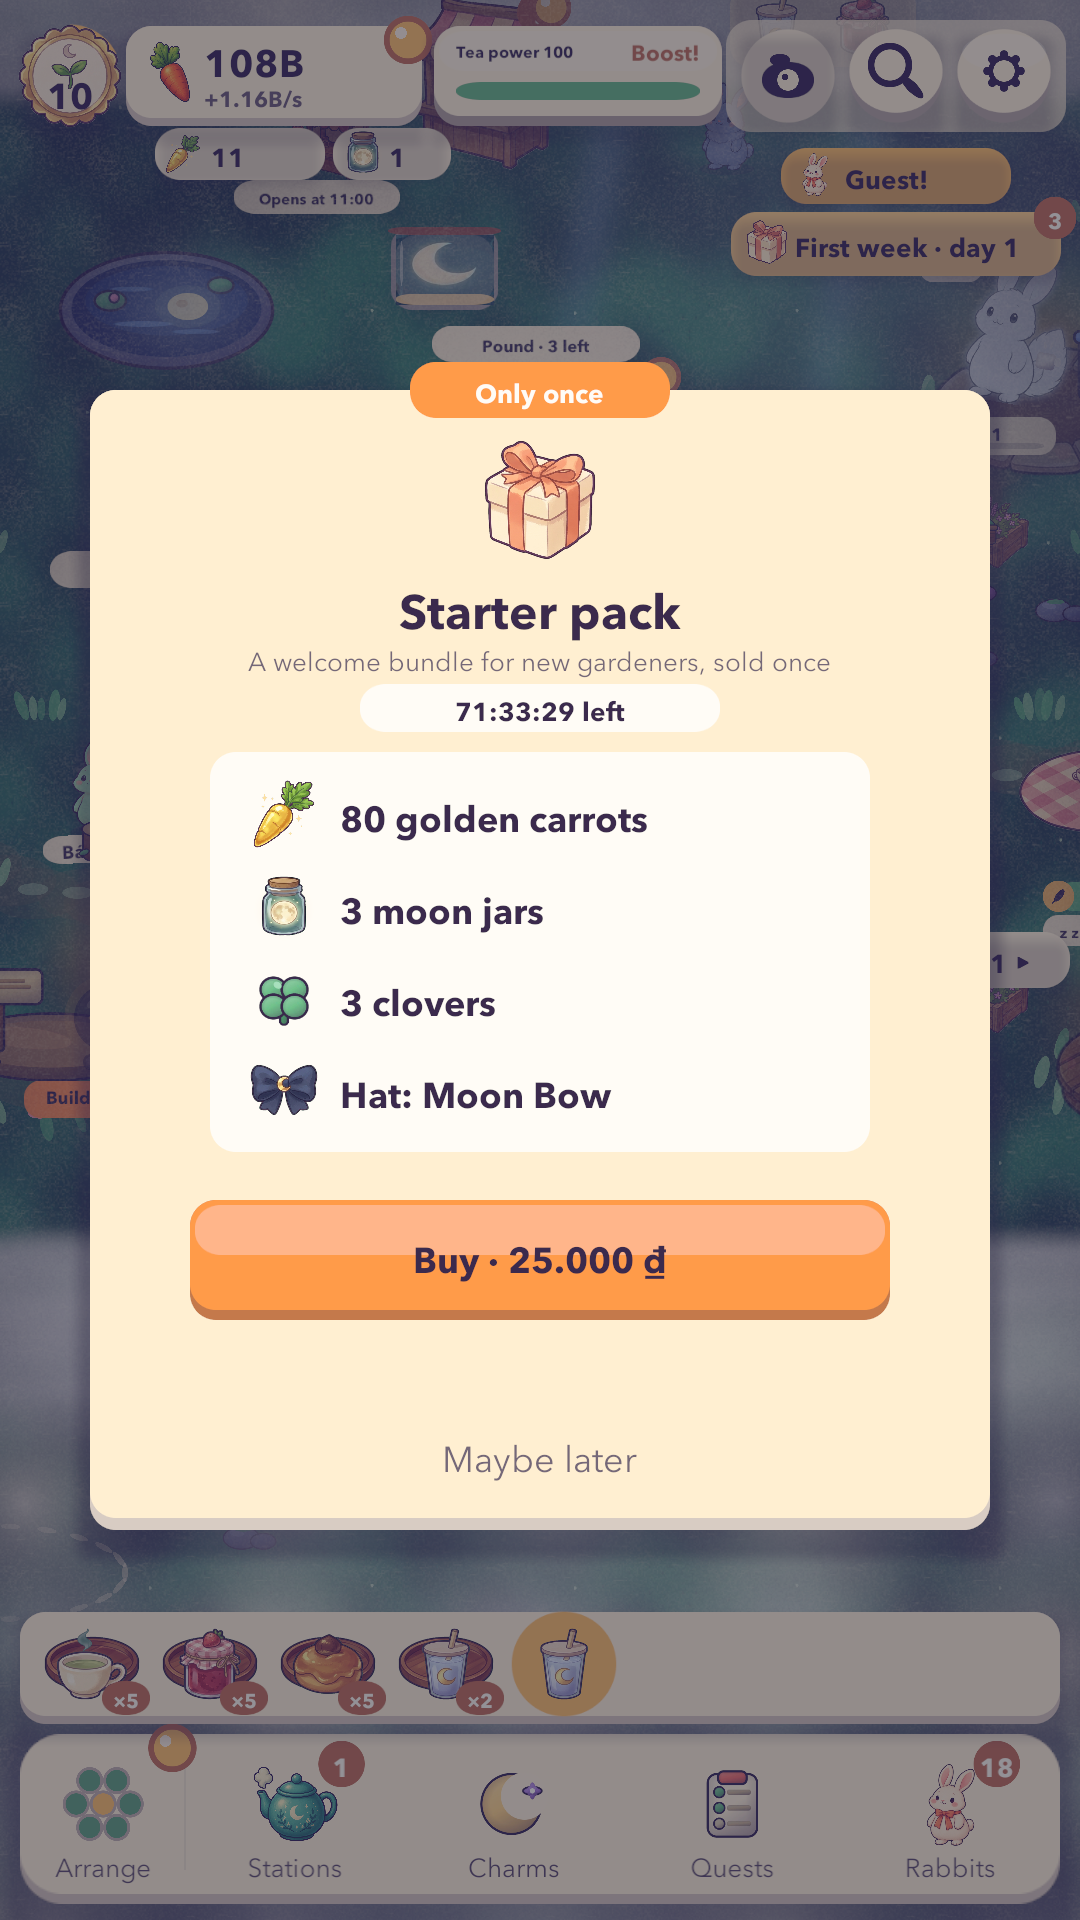 10
108B
+1.16B/s
Tea power 100
Boost!
11
1
Opens at 11:00
Guest!
First week · day 1
3
Pound · 3 left
Only once
1
Starter pack
A welcome bundle for new gardeners, sold once
71:33:29 left
80 golden carrots
3 moon jars
3 clovers
Hat: Moon Bow
z z
1
Build
Buy · 25.000 ₫
Maybe later
×5
×5
×5
×2
1
18
Arrange
Stations
Charms
Quests
Rabbits